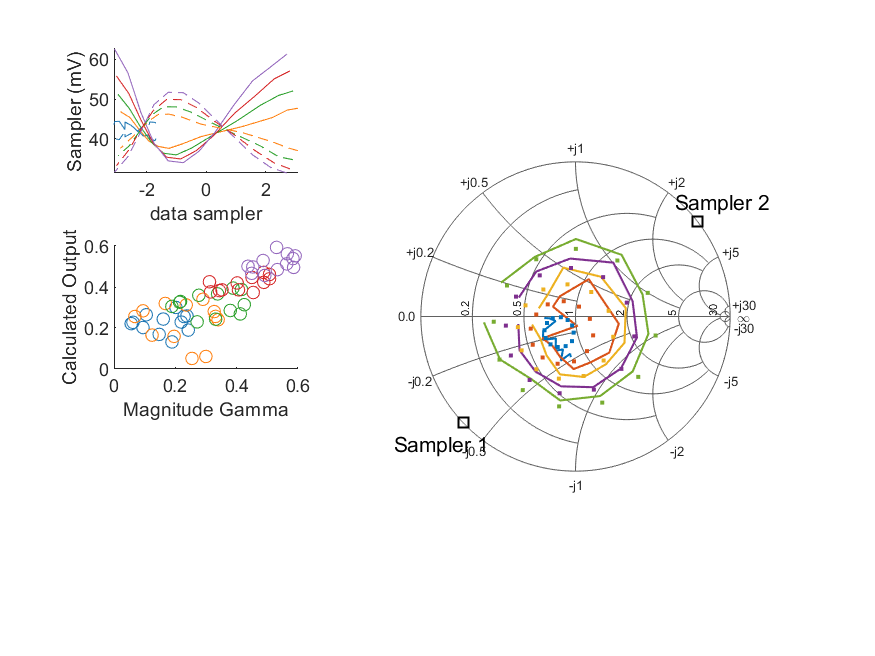 Sampler (mV)
60
50
40
-2
0
2
data sampler
Calculated Output
0.6
0.4
0.2
0
0
0.2
0.4
0.6
Magnitude Gamma
+j1
+j0.5
+j2
Sampler 2
+j0.2
+j5
0.0
0.2
0.5
1
2
5
30
+j30
∞
-j30
-j0.2
-j5
Sampler 1
-j0.5
-j2
-j1